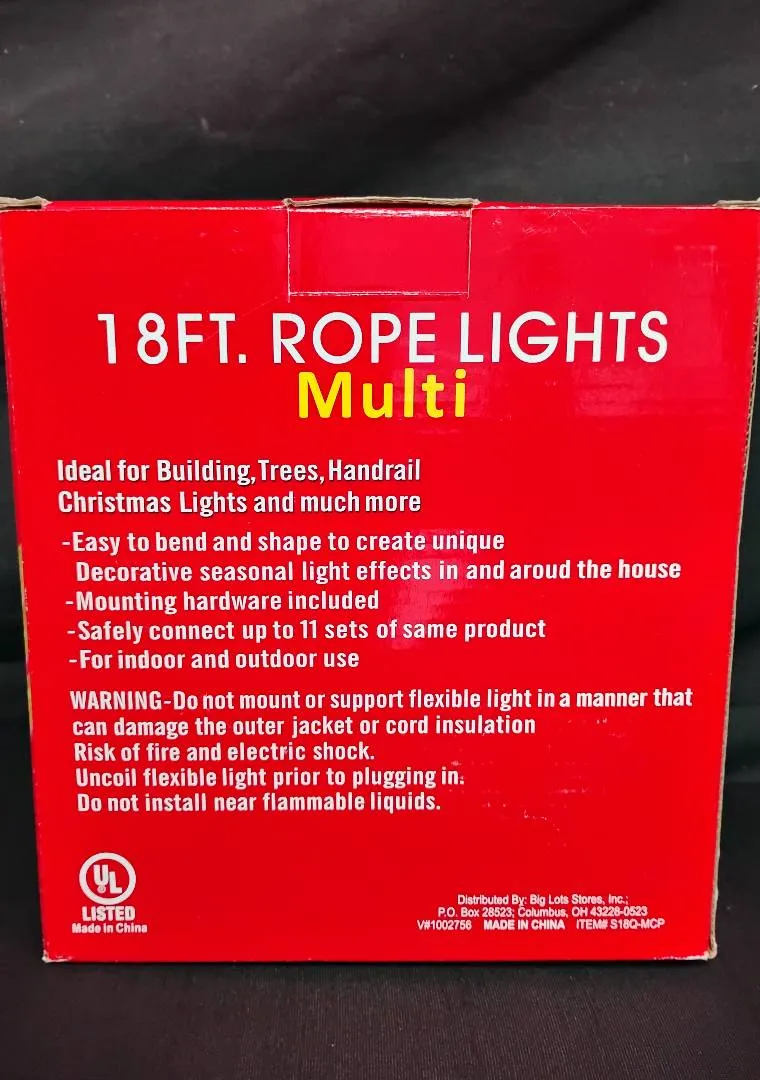 18FT. ROPE LIGHTS
Multi
Ideal for Building,Trees,Handrail
Christmas Lights and much more
-Easy to bend and shape to create unique
Decorative seasonal light effects in and aroud the house
-Mounting hardware included
-Safely connect up to 11 sets of same product
-For indoor and outdoor use
WARNING-Do not mount or support flexible light in a manner that
can damage the outer jacket or cord insulation
Risk of fire and electric shock.
Uncoil flexible light prior to plugging in.
Do not install near flammable liquids.
UL
®
LISTED
Made in China
Distributed By: Big Lots Stores, Inc.;
P.O. Box 28523; Columbus, OH 43228-0523
V#1002756 MADE IN CHINA ITEM# S18Q-MCP